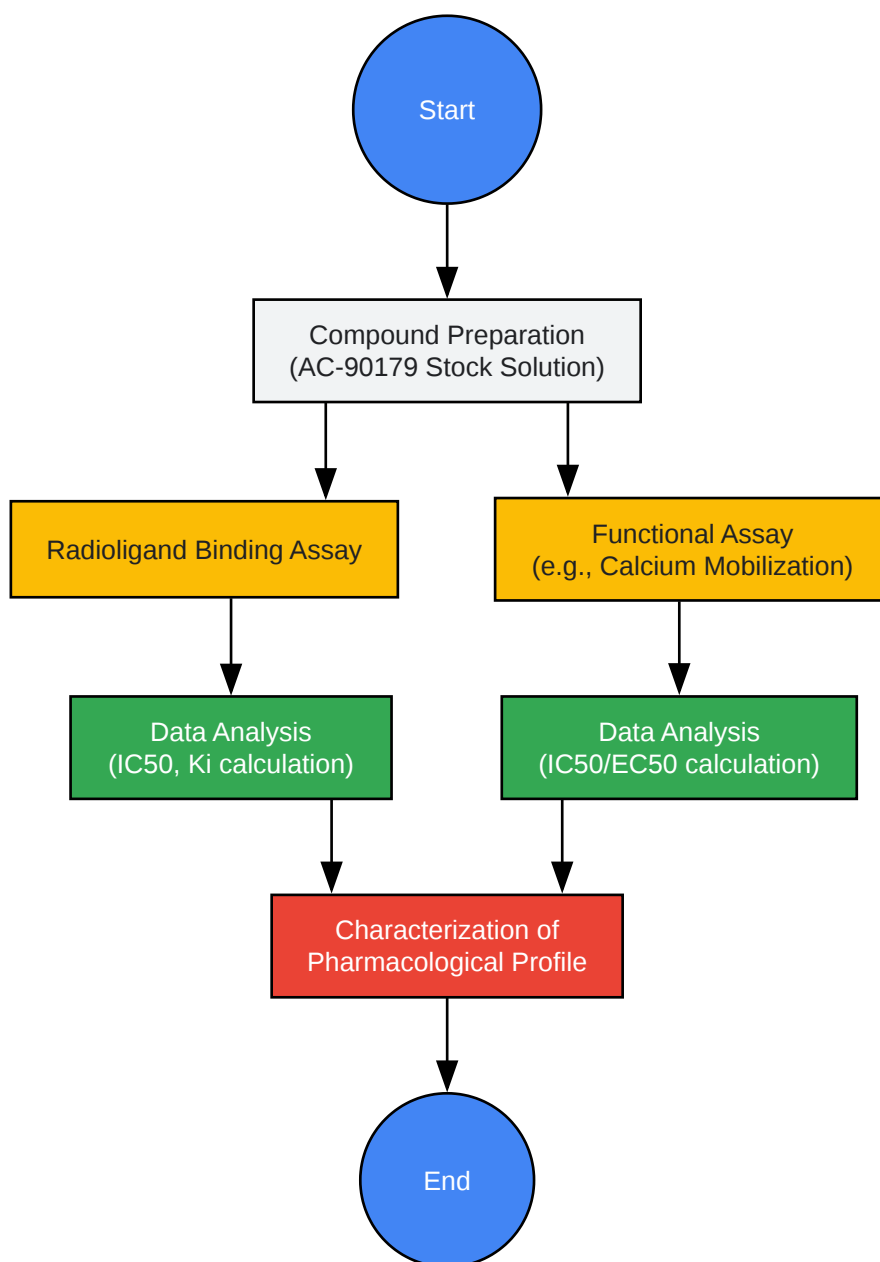 Start
Compound Preparation
(AC-90179 Stock Solution)
Radioligand Binding Assay
Functional Assay
(e.g., Calcium Mobilization)
Data Analysis
(IC50, Ki calculation)
Data Analysis
(IC50/EC50 calculation)
Characterization of
Pharmacological Profile
End